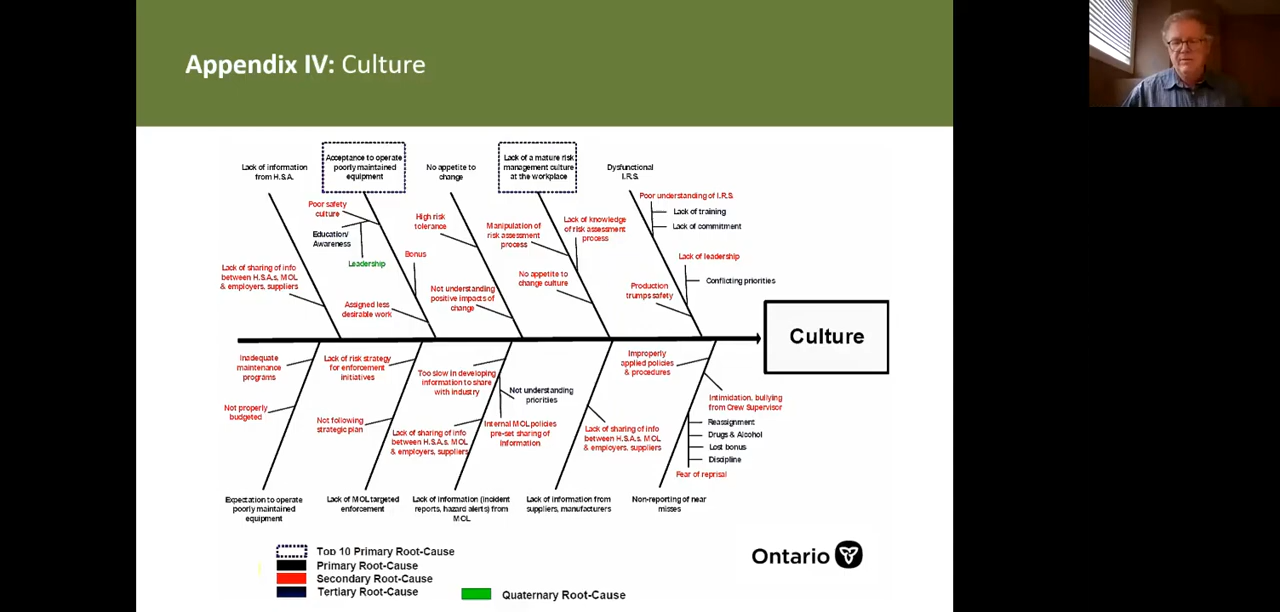 Appendix IV: Culture
Lack of information
from H.S.A.
Acceptance to operate
poorly maintained
equipment
No appetite to
change
Lack of a mature risk
management culture
at the workplace
Dysfunctional
I.R.S.
Poor safety
culture
Education/
Awareness
Leadership
Lack of sharing of info
between H.S.A.s, MOL
& employers, suppliers
Assigned less
desirable work
High risk
tolerance
Bonus
Not understanding
positive impacts of
change
Manipulation of
risk assessment
process
Lack of knowledge
of risk assessment
process
No appetite to
change culture
Poor understanding of I.R.S.
Lack of training
Lack of commitment
Lack of leadership
Conflicting priorities
Production
trumps safety
Culture
Inadequate
maintenance
programs
Not properly
budgeted
Lack of risk strategy
for enforcement
initiatives
Not following
strategic plan
Too slow in developing
information to share
with industry
Not understanding
priorities
Lack of sharing of info
between H.S.A.s, MOL
& employers, suppliers
Internal MOL policies
pre-set sharing of
information
Lack of sharing of info
between H.S.A.s, MOL
& employers, suppliers
Improperly
applied policies
& procedures
Intimidation, bullying
from Crew Supervisor
Reassignment
Drugs & Alcohol
Lost bonus
Discipline
Fear of reprisal
Expectation to operate
poorly maintained
equipment
Lack of MOL targeted
enforcement
Lack of information (incident
reports, hazard alerts) from
MOL
Lack of information from
suppliers, manufacturers
Non-reporting of near
misses
Top 10 Primary Root-Cause
Primary Root-Cause
Secondary Root-Cause
Tertiary Root-Cause
Quaternary Root-Cause
Ontario